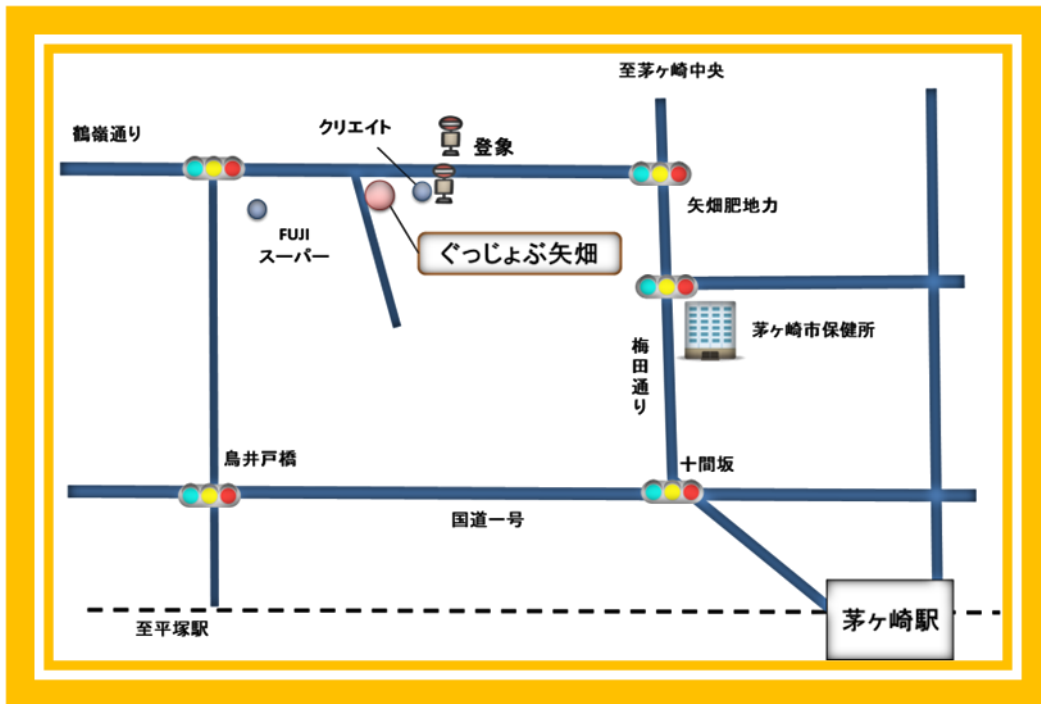 至茅ヶ崎中央
鶴嶺通り
クリエイト
登象
矢畑肥地力
FUJI
スーパー
ぐっじょぶ矢畑
茅ヶ崎市保健所
梅田通り
鳥井戸橋
十間坂
国道一号
至平塚駅
茅ヶ崎駅